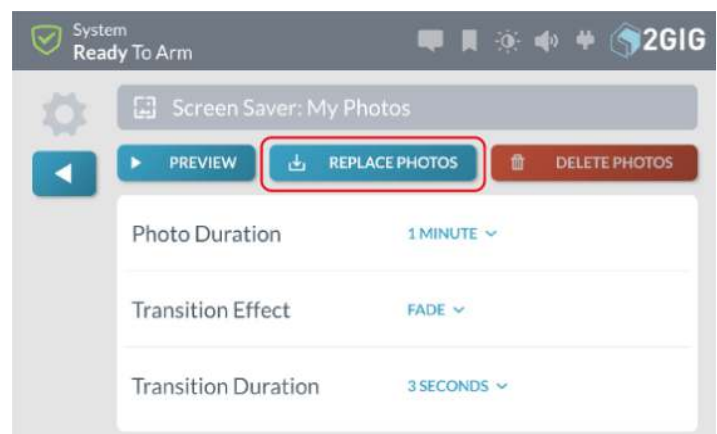 System
Ready To Arm
2GIG
Screen Saver: My Photos
PREVIEW
REPLACE PHOTOS
DELETE PHOTOS
Photo Duration
1 MINUTE
Transition Effect
FADE
Transition Duration
3 SECONDS